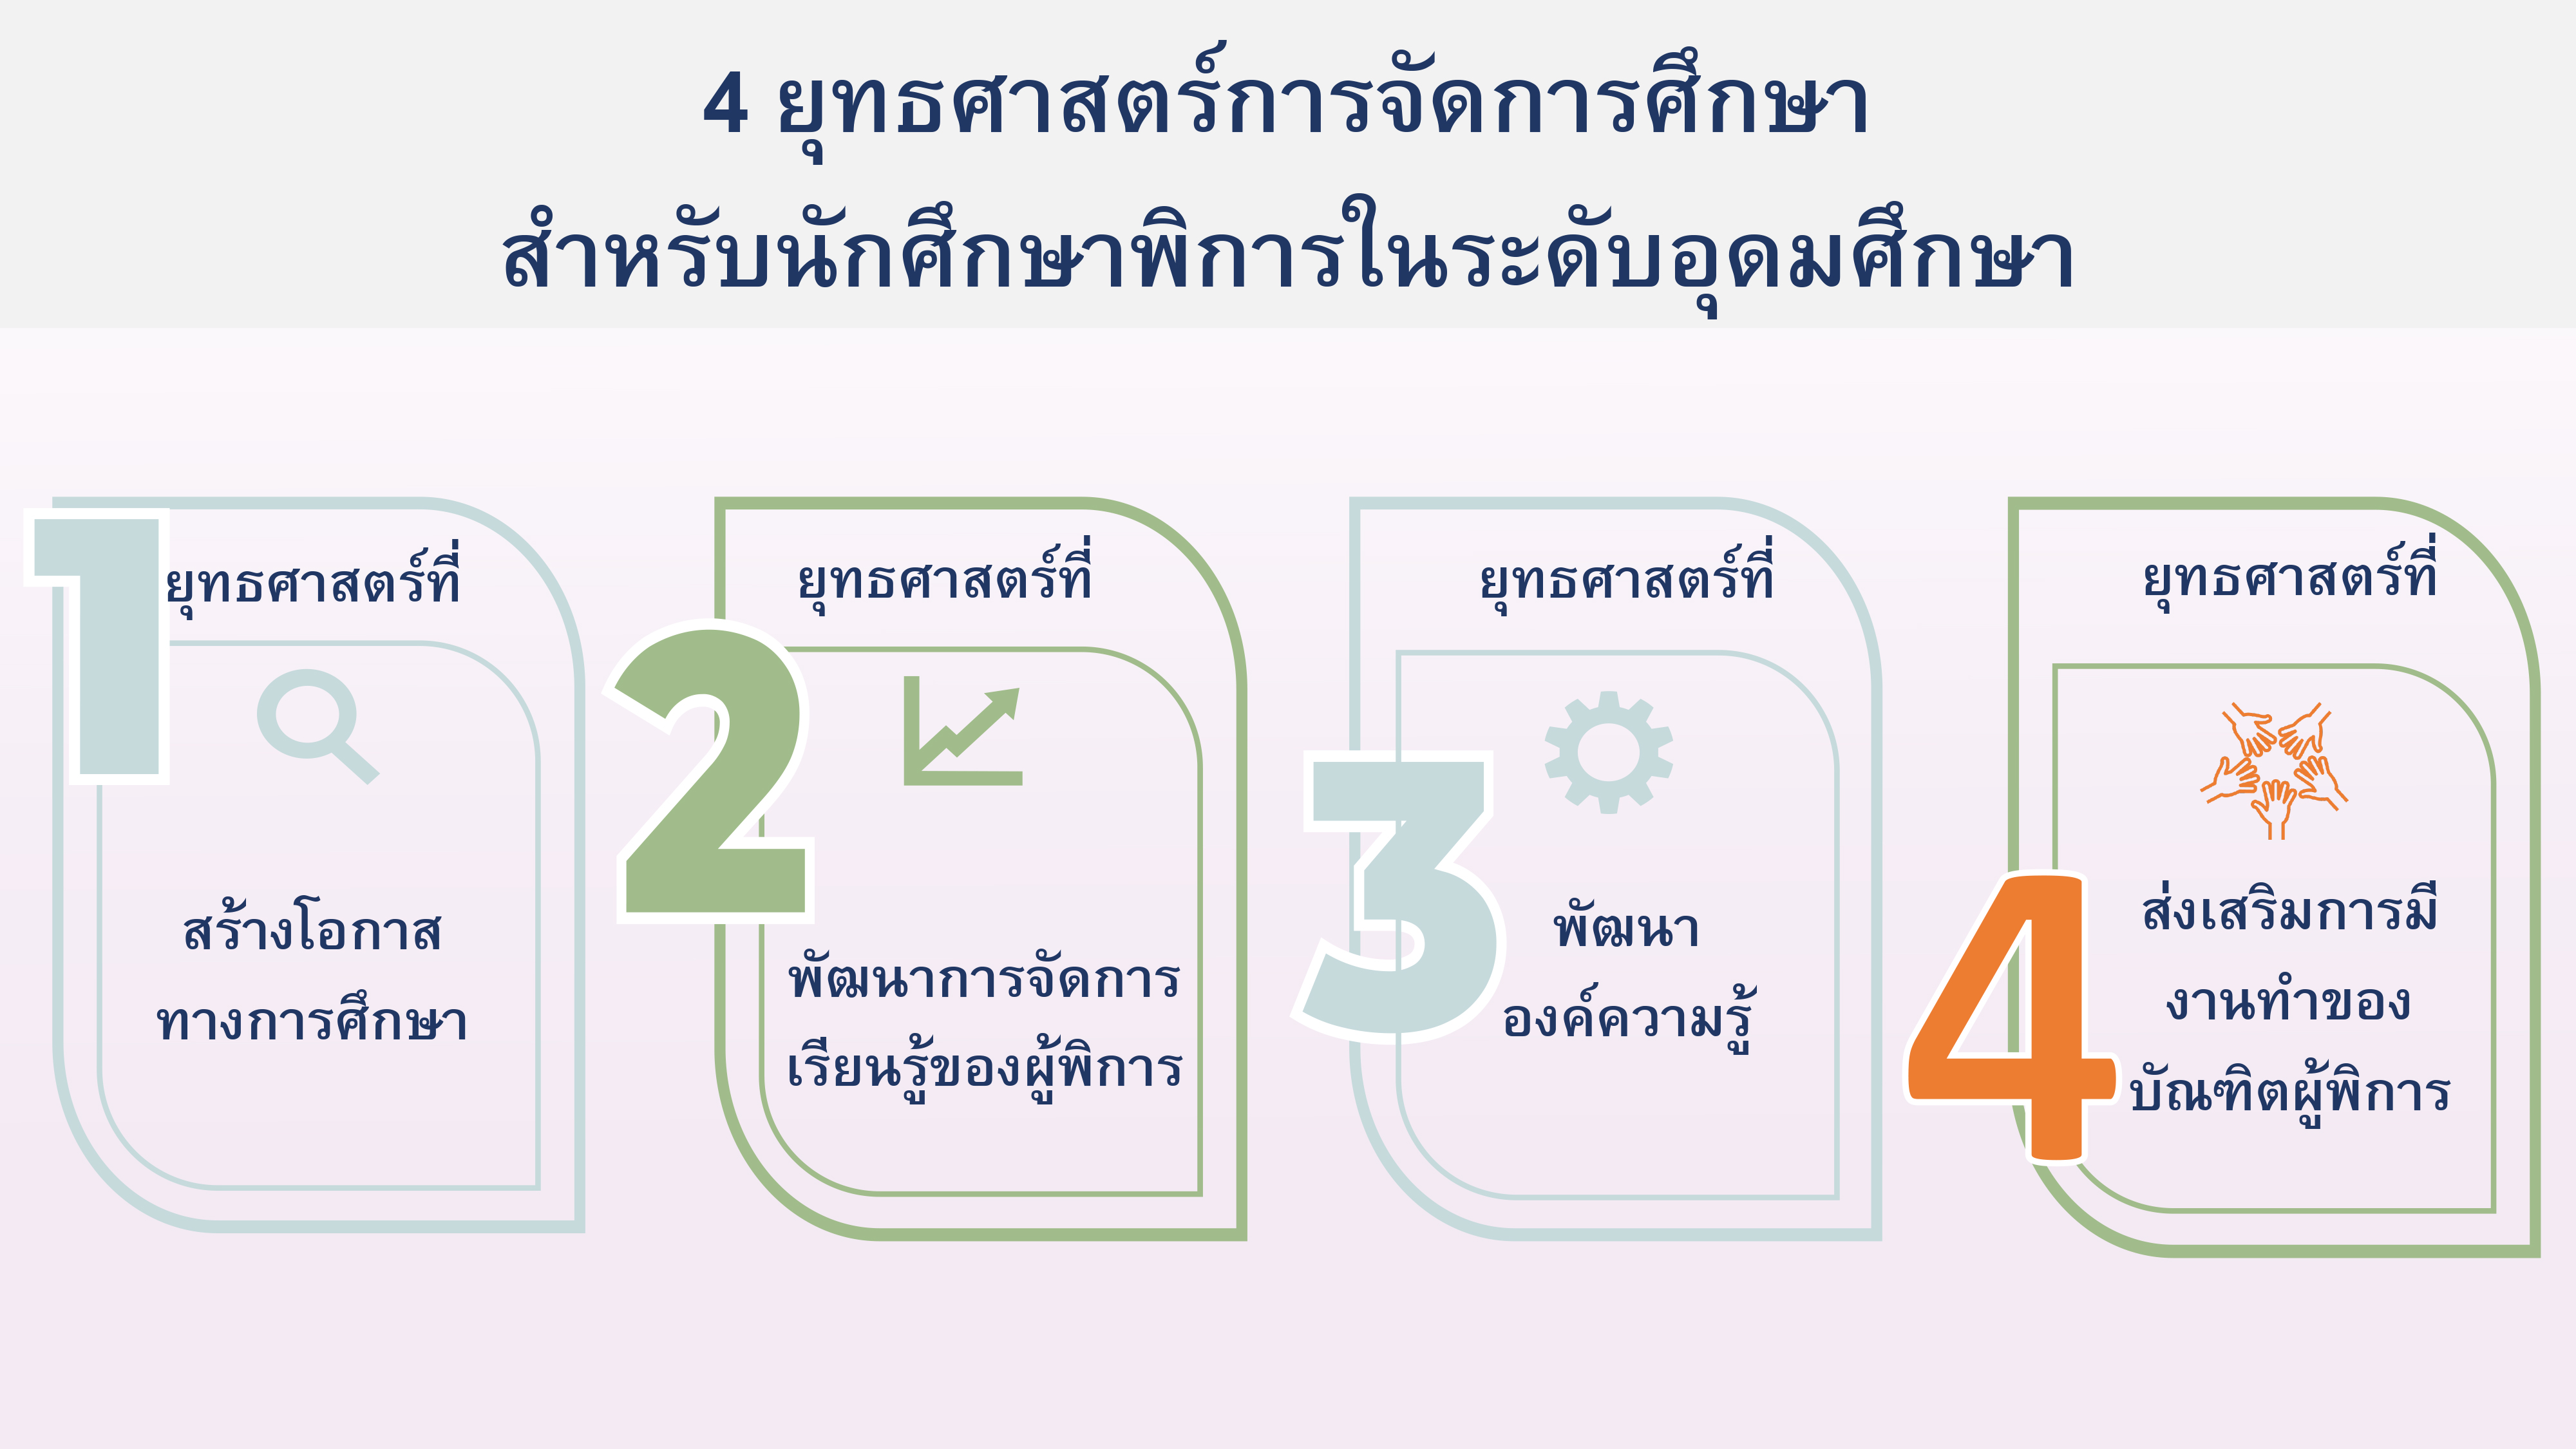 4 ยุทธศาสตร์การจัดการศึกษา
สำหรับนักศึกษาพิการในระดับอุดมศึกษา
1
ยุทธศาสตร์ที่
สร้างโอกาส
ทางการศึกษา
2
ยุทธศาสตร์ที่
พัฒนาการจัดการ
เรียนรู้ของผู้พิการ
3
ยุทธศาสตร์ที่
พัฒนา
องค์ความรู้
4
ยุทธศาสตร์ที่
ส่งเสริมการมี
งานทำของ
บัณฑิตผู้พิการ